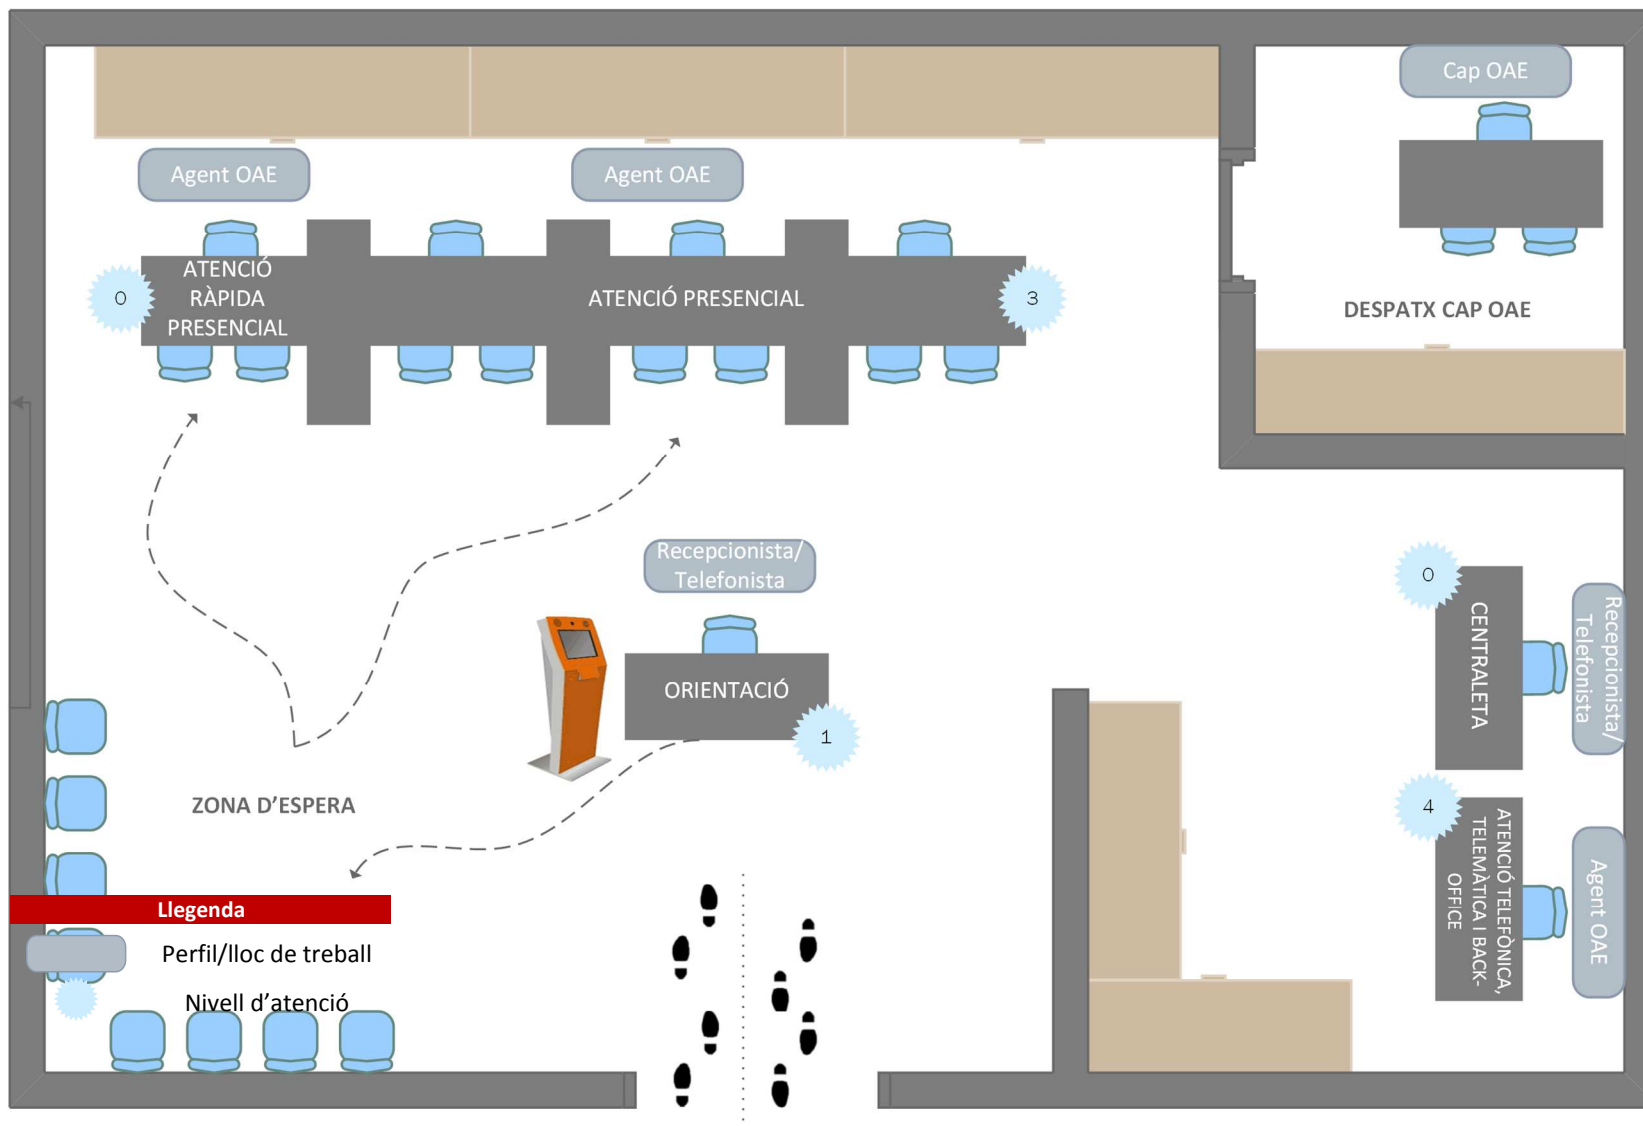 Cap OAE
Agent OAE
Agent OAE
0
ATENCIÓ
RÀPIDA
PRESENCIAL
ATENCIÓ PRESENCIAL
3
DESPATX CAP OAE
Recepcionista/
Telefonista
ORIENTACIÓ
1
0
CENTRALETA
Recepcionista/
Telefonista
ZONA D’ESPERA
4
ATENCIÓ TELEFÒNICA,
TELEMÀTICA I BACK-
OFFICE
Agent OAE
Llegenda
Perfil/lloc de treball
Nivell d’atenció